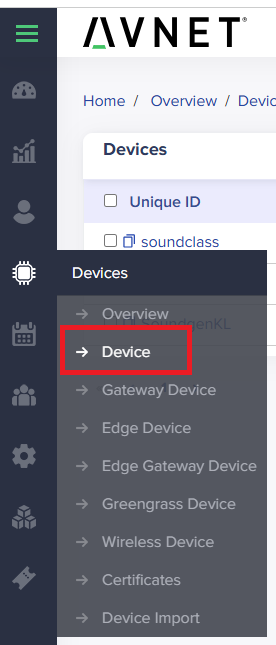 AVNET®
Home / Overview / Devic
Devices
Unique ID
soundclass
Devices
Overview
Device
Gateway Device
Edge Device
Edge Gateway Device
Greengrass Device
Wireless Device
Certificates
Device Import